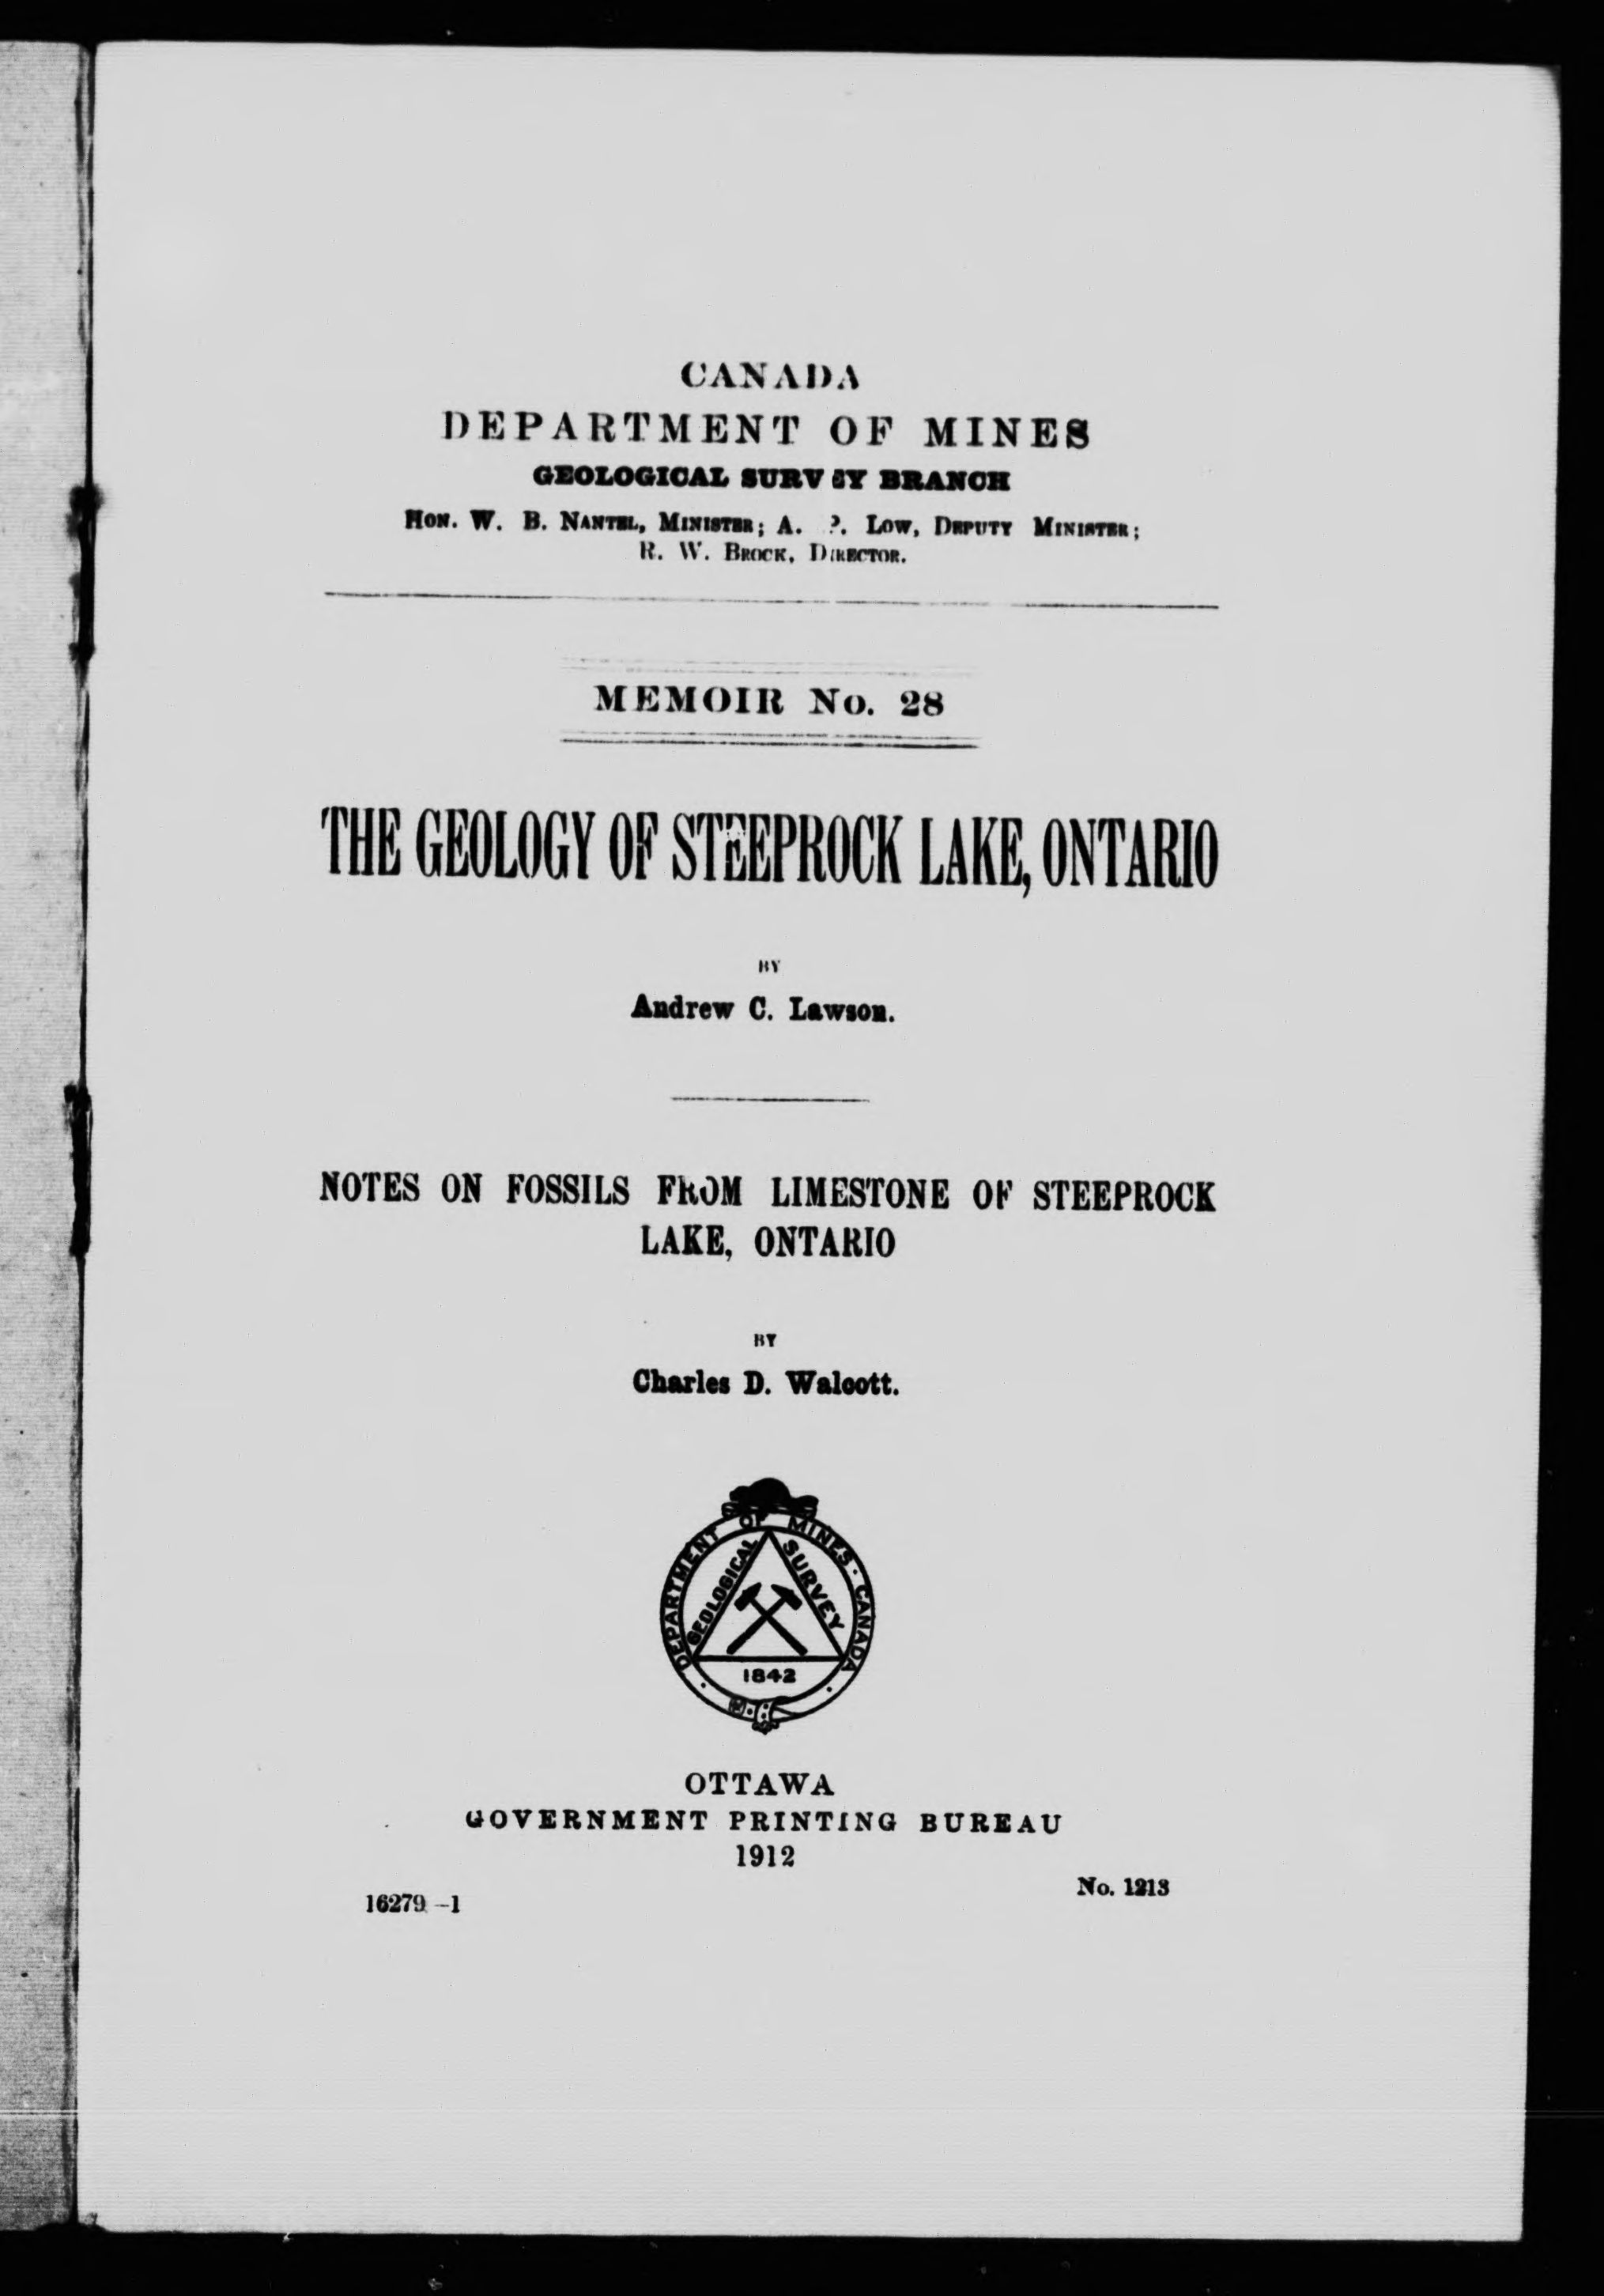 CANADA
DEPARTMENT OF MINES
GEOLOGICAL SURVEY BRANCH
HON. W. B. NANTEL, MINISTER; A. P. LOW, DEPUTY MINISTER;
R. W. BROCK, DIRECTOR.
MEMOIR No. 28
THE GEOLOGY OF STEEPROCK LAKE, ONTARIO
BY
Andrew C. Lawson.
NOTES ON FOSSILS FROM LIMESTONE OF STEEPROCK
LAKE, ONTARIO
BY
Charles D. Walcott.
DEPARTMENT OF MINES · CANADA
GEOLOGICAL SURVEY
1842
OTTAWA
GOVERNMENT PRINTING BUREAU
1912
No. 1213
16279—1